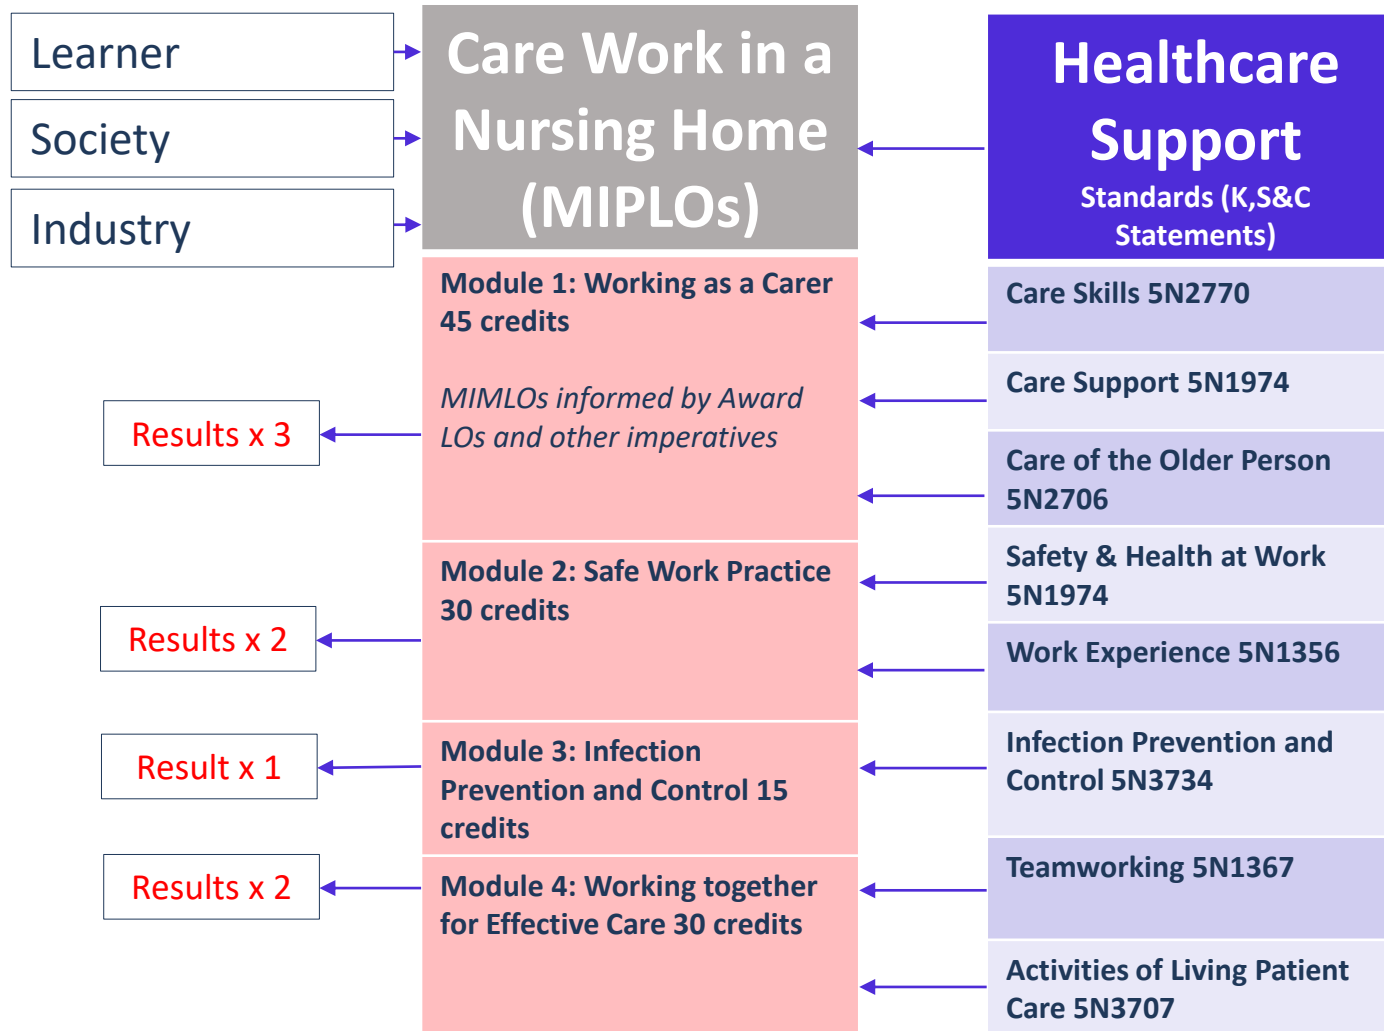 Learner
Society
Industry
Care Work in a
Nursing Home
(MIPLOs)
Healthcare
Support
Standards (K,S&C
Statements)
Module 1: Working as a Carer
45 credits
MIMLOs informed by Award
LOs and other imperatives
Results x 3
Care Skills 5N2770
Care Support 5N1974
Care of the Older Person
5N2706
Module 2: Safe Work Practice
30 credits
Results x 2
Safety & Health at Work
5N1974
Work Experience 5N1356
Module 3: Infection
Prevention and Control 15
credits
Result x 1
Infection Prevention and
Control 5N3734
Module 4: Working together
for Effective Care 30 credits
Results x 2
Teamworking 5N1367
Activities of Living Patient
Care 5N3707